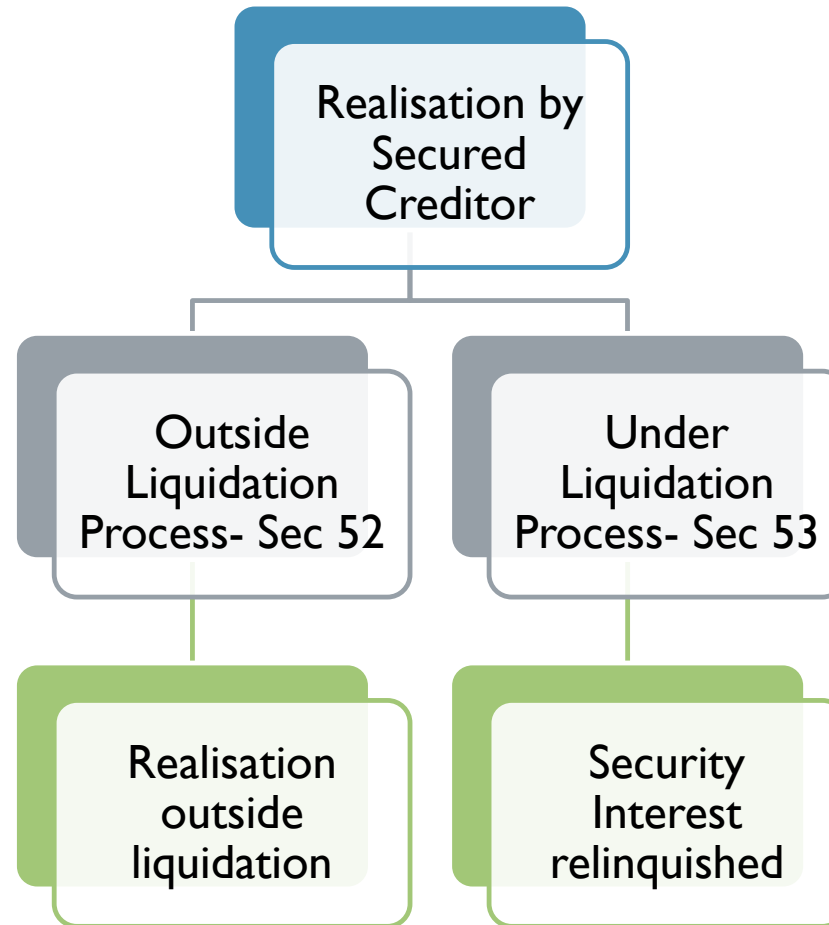 Realisation by
Secured
Creditor
Outside
Liquidation
Process- Sec 52
Under
Liquidation
Process- Sec 53
Realisation
outside
liquidation
Security
Interest
relinquished